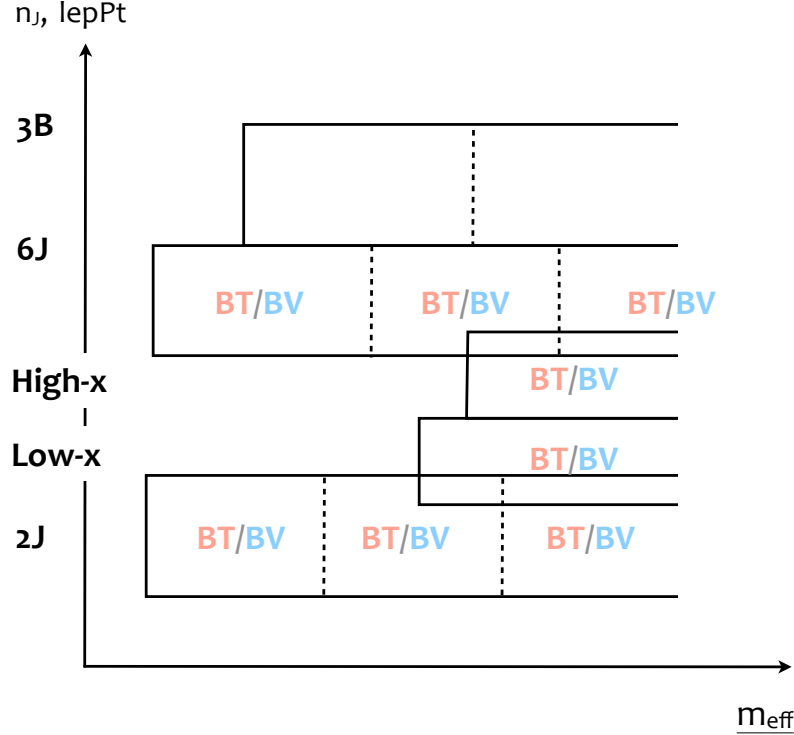 nJ, lepPt
3B
6J
BT/BV BT/BV BT/BV
High-x
BT/BV
Low-x
BT/BV
2J
BT/BV BT/BV BT/BV
meff